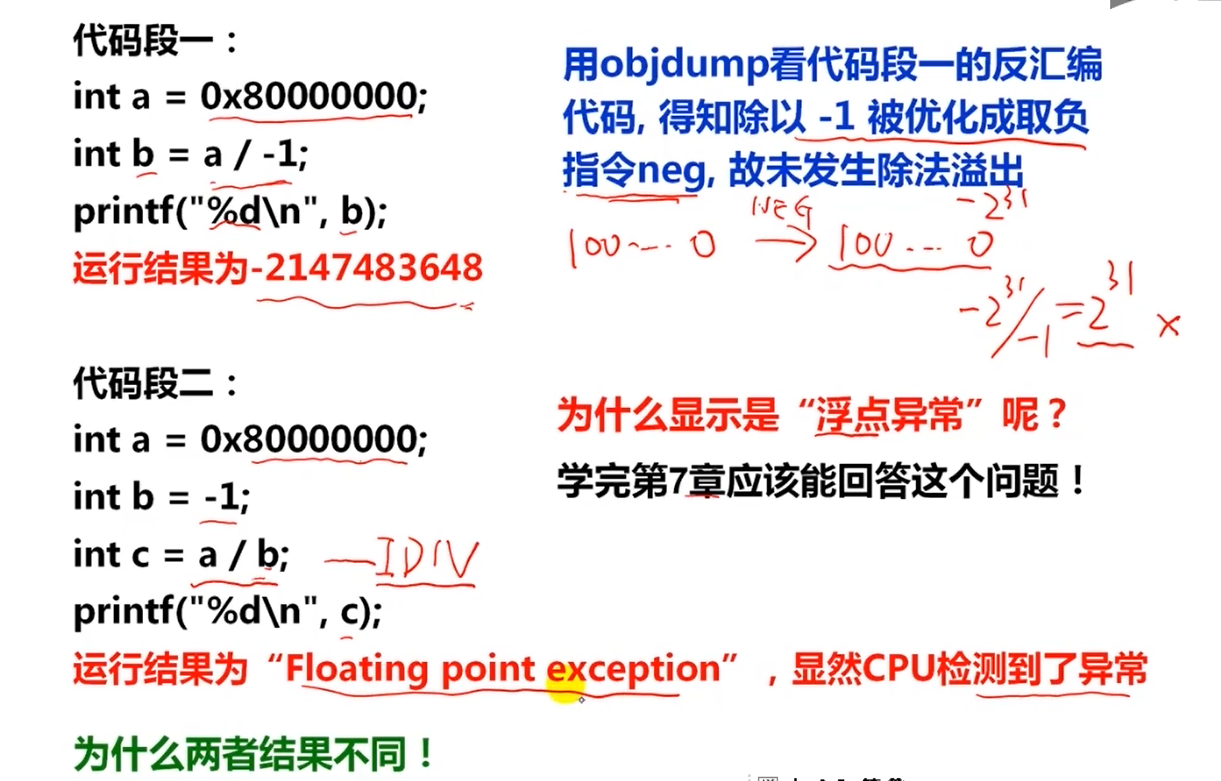 代码段一：
int a = 0x80000000;
int b = a / -1;
printf("%d\n", b);
运行结果为-2147483648
用objdump看代码段一的反汇编
代码, 得知除以 -1 被优化成取负
指令neg, 故未发生除法溢出
-2³¹
100... 0 NEG → 100... 0
-2³¹/-1 = 2³¹ ×
代码段二：
int a = 0x80000000;
int b = -1;
int c = a / b; — IDIV
printf("%d\n", c);
运行结果为“Floating point exception”，显然CPU检测到了异常
为什么显示是“浮点异常”呢？
学完第7章应该能回答这个问题！
为什么两者结果不同！